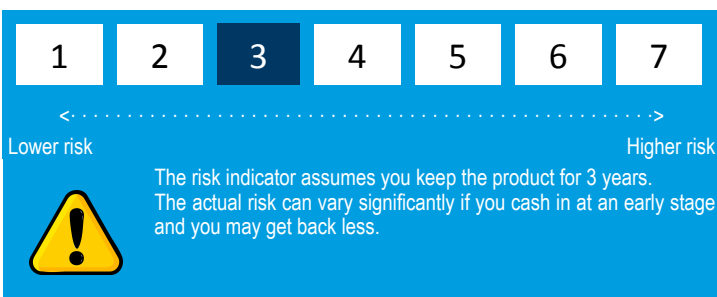 1 2 3 4 5 6 7
<· · · · · · · · · · · · · · · · · · · · · · · · · · · · · · · · · · · · · · · · · · · · · · · · · · · ·>
Lower risk Higher risk
The risk indicator assumes you keep the product for 3 years.
The actual risk can vary significantly if you cash in at an early stage
and you may get back less.